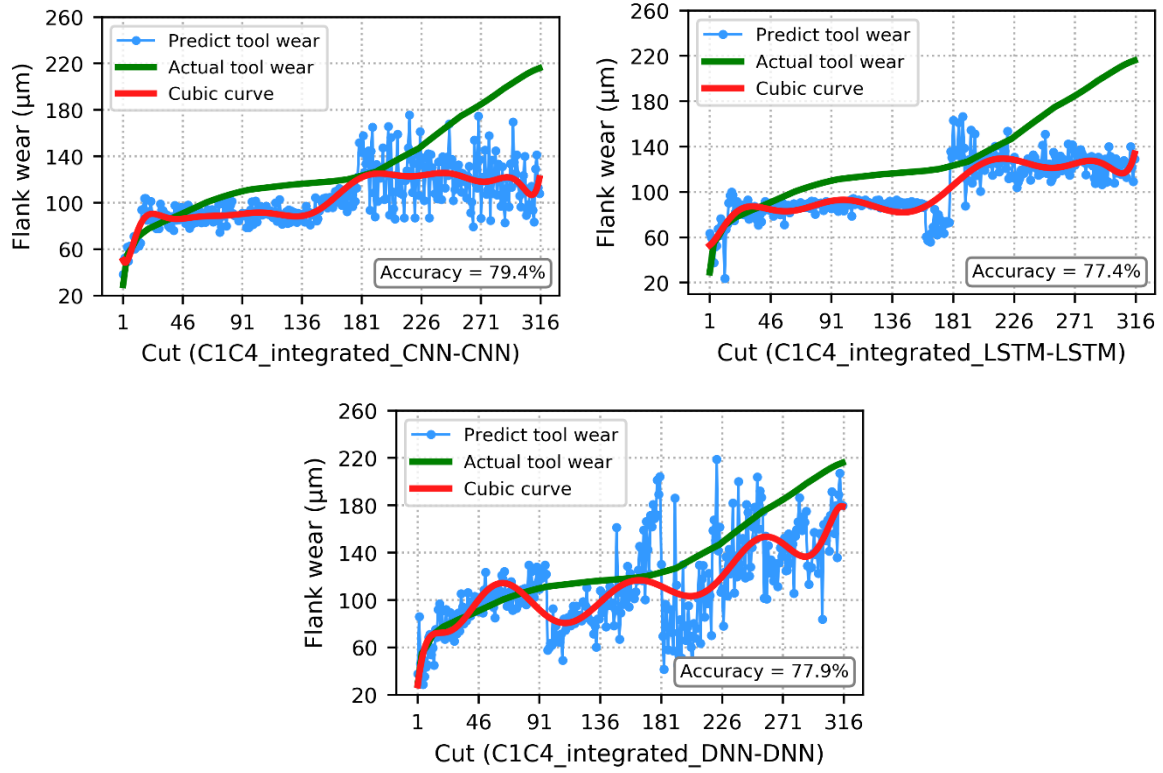 260
220
180
140
100
60
20
Flank wear (µm)
Predict tool wear
Actual tool wear
Cubic curve
Accuracy = 79.4%
1 46 91 136 181 226 271 316
Cut (C1C4_integrated_CNN-CNN)
260
220
180
140
100
60
20
Flank wear (µm)
Predict tool wear
Actual tool wear
Cubic curve
Accuracy = 77.4%
1 46 91 136 181 226 271 316
Cut (C1C4_integrated_LSTM-LSTM)
260
220
180
140
100
60
20
Flank wear (µm)
Predict tool wear
Actual tool wear
Cubic curve
Accuracy = 77.9%
1 46 91 136 181 226 271 316
Cut (C1C4_integrated_DNN-DNN)